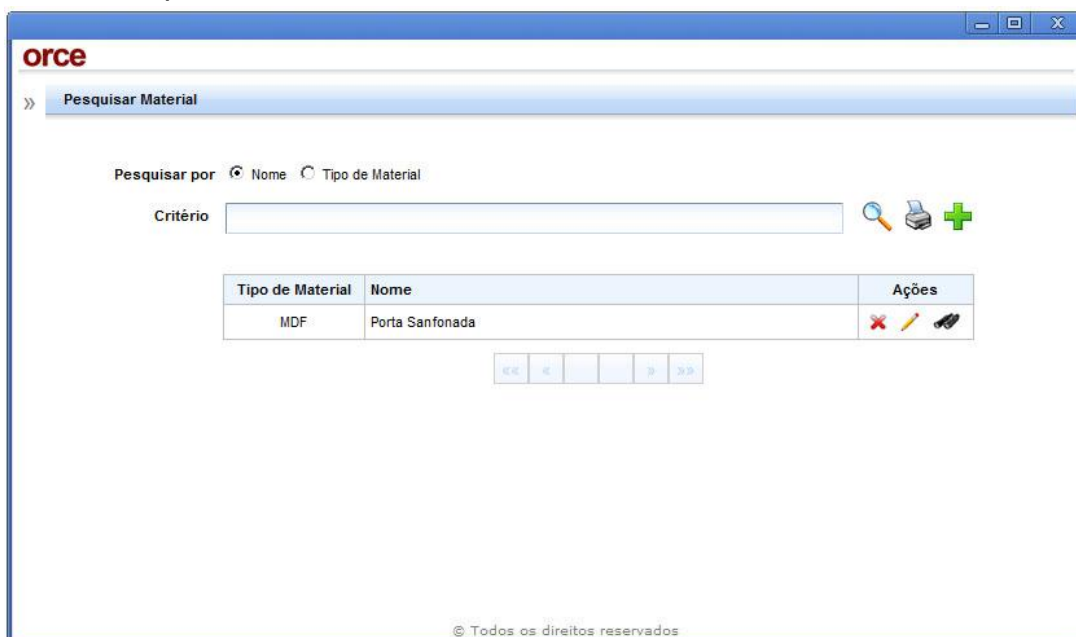 orce
» Pesquisar Material
Pesquisar por Nome Tipo de Material
Critério
Tipo de Material Nome Ações
MDF Porta Sanfonada
«« « » »»
© Todos os direitos reservados